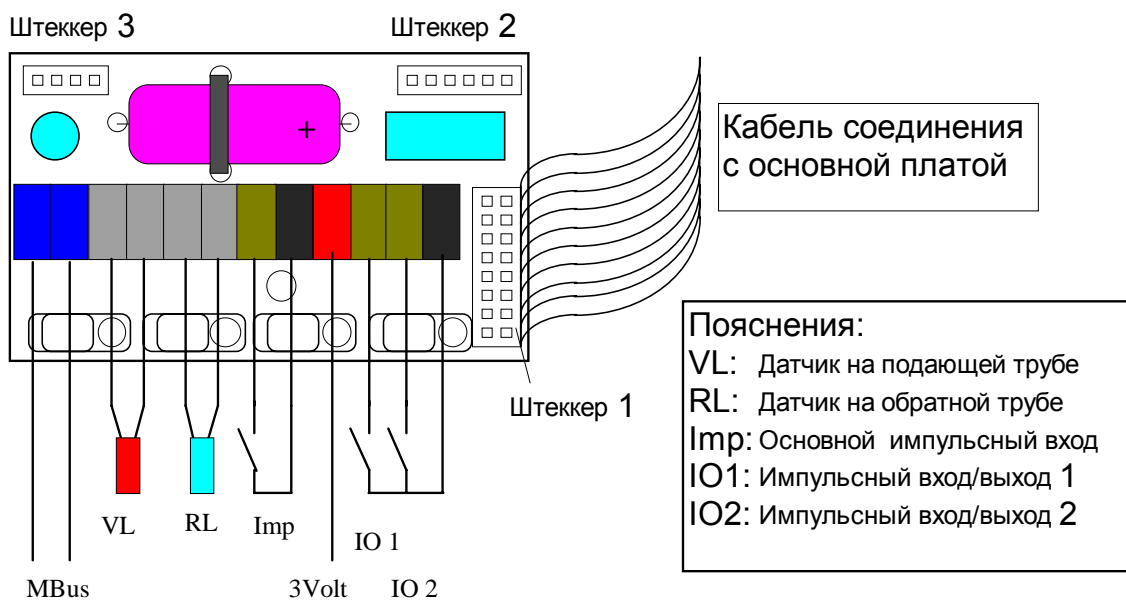 Штеккер 3
Штеккер 2
+
Кабель соединения
с основной платой
Штеккер 1
Пояснения:
VL: Датчик на подающей трубе
RL: Датчик на обратной трубе
Imp: Основной импульсный вход
IO1: Импульсный вход/выход 1
IO2: Импульсный вход/выход 2
VL
RL
Imp
IO 1
MBus
3Volt
IO 2